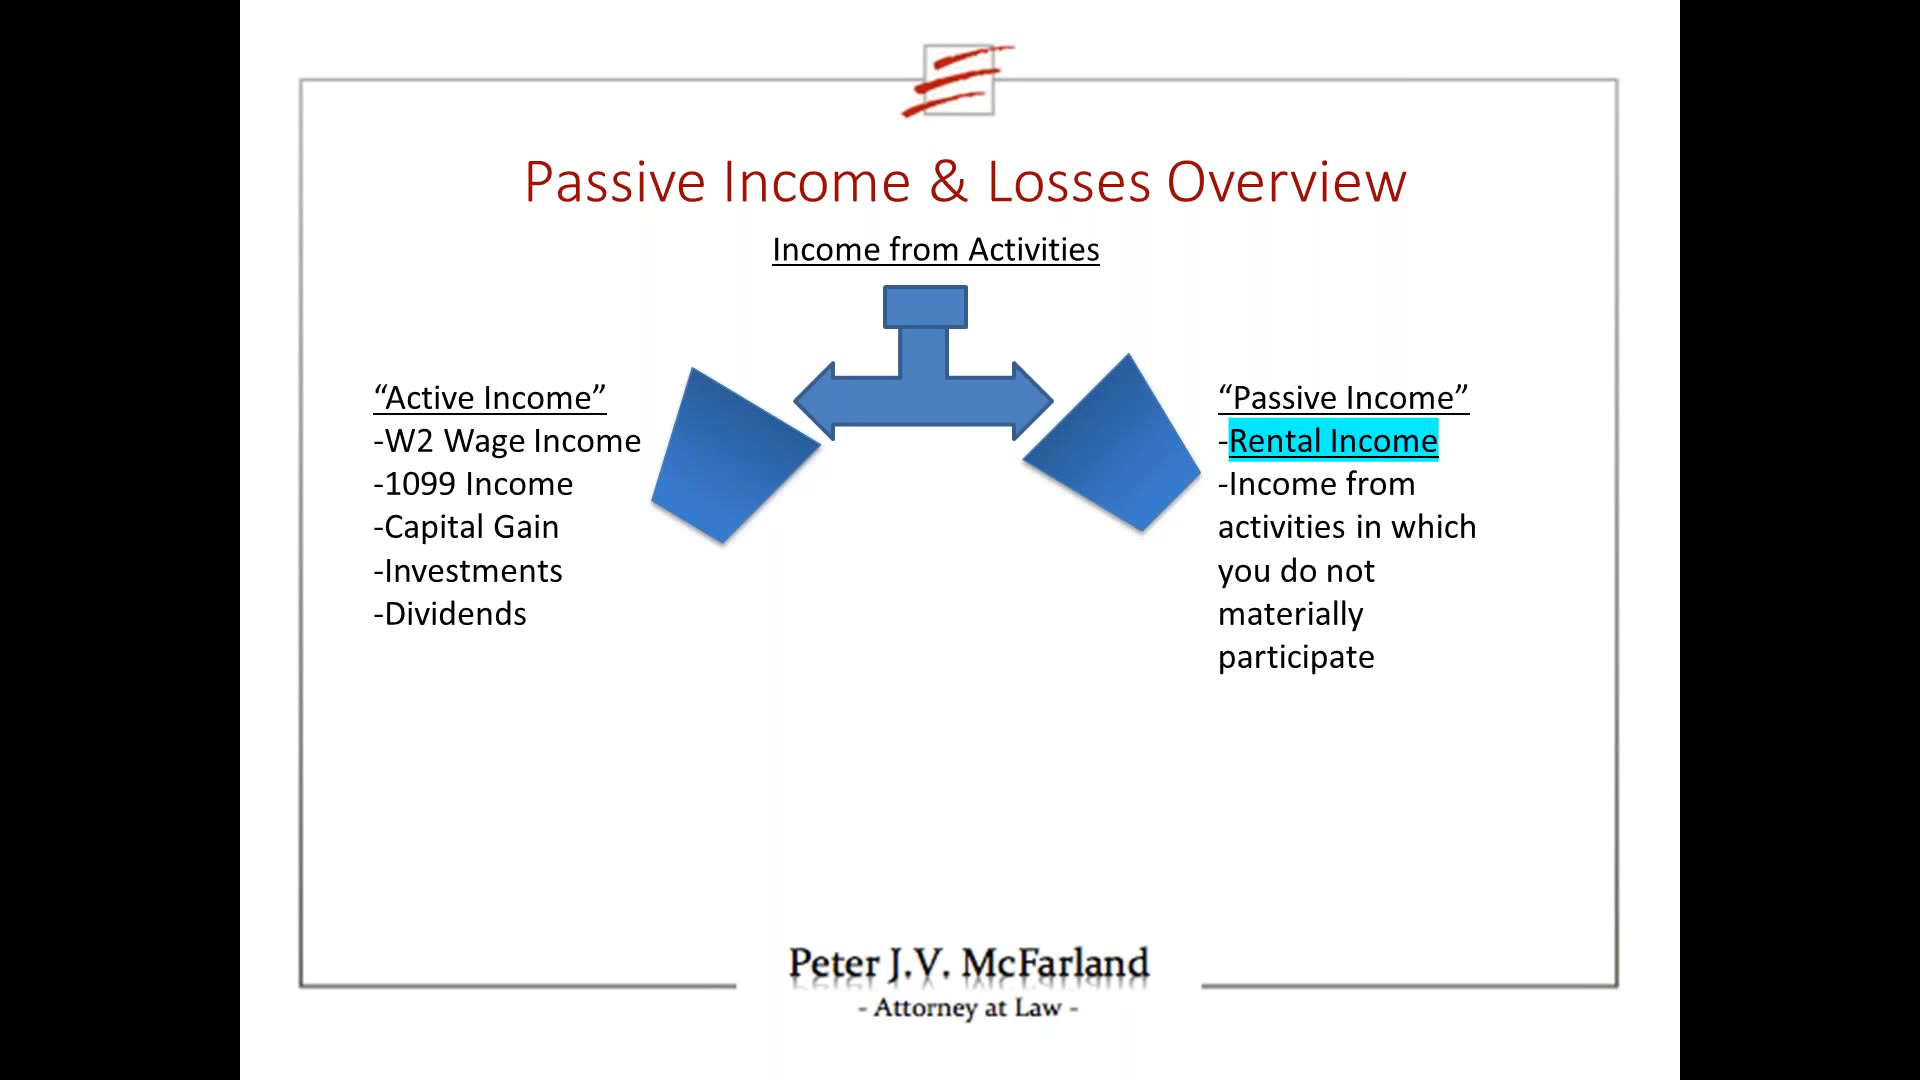 Passive Income & Losses Overview
Income from Activities
“Active Income”
-W2 Wage Income
-1099 Income
-Capital Gain
-Investments
-Dividends
“Passive Income”
-Rental Income
-Income from
activities in which
you do not
materially
participate
Peter J.V. McFarland
- Attorney at Law -